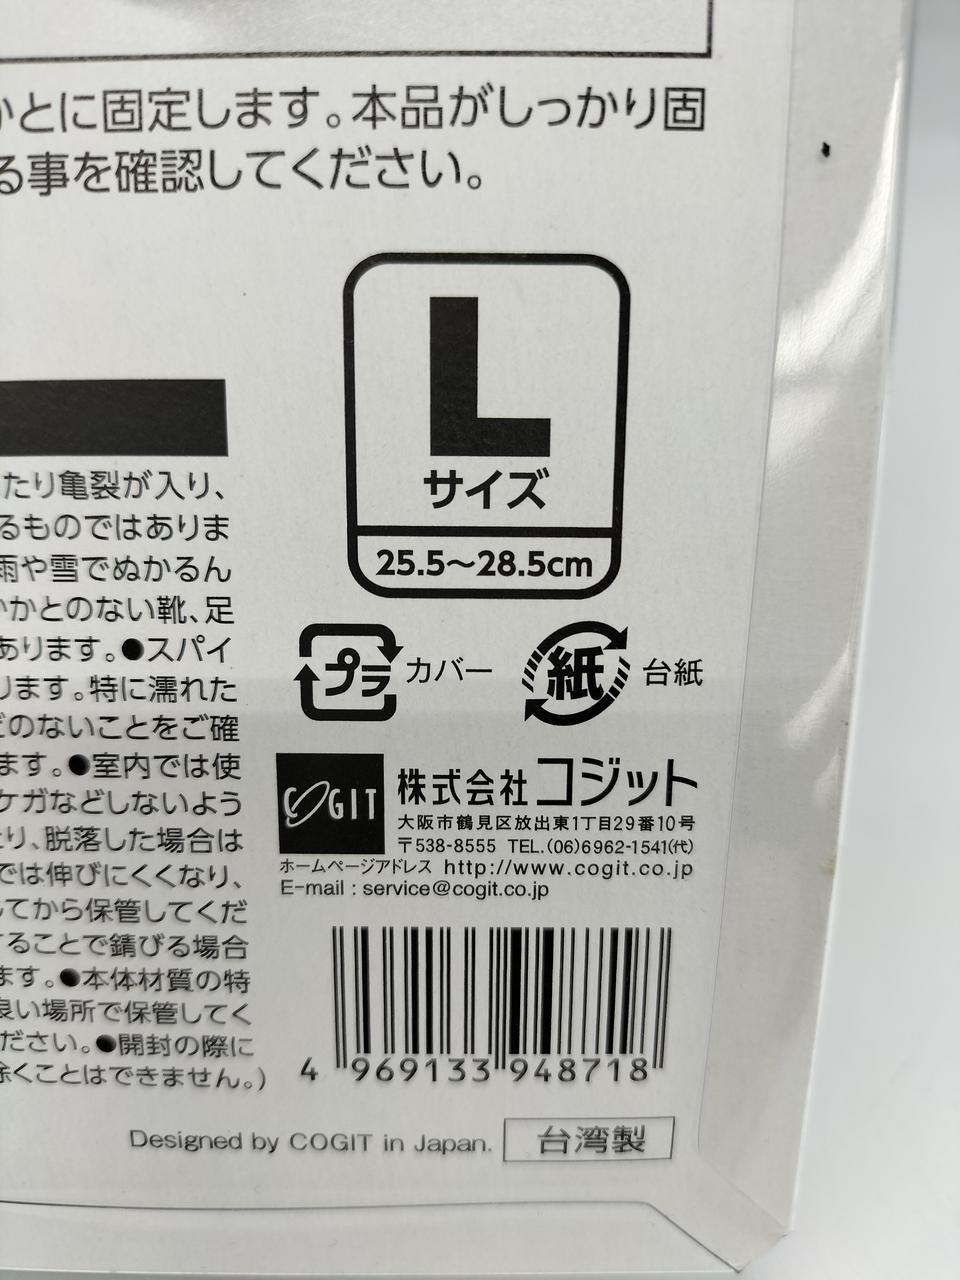 かとに固定します。本品がしっかり固
る事を確認してください。
L
サイズ
25.5〜28.5cm
たり亀裂が入り、
るものではありま
雨や雪でぬかるん
かかとのない靴、足
あります。●スパイ
ります。特に濡れた
どのないことをご確
ます。●室内では使
ケガなどしないよう
たり、脱落した場合は
では伸びにくくなり、
してから保管してくだ
することで錆びる場合
ます。●本体材質の特
良い場所で保管してく
ださい。●開封の際に
除くことはできません。)
プラ カバー
紙 台紙
COGIT
株式会社コジット
大阪市鶴見区放出東1丁目29番10号
〒538-8555 TEL.(06)6962-1541(代)
ホームページアドレス http://www.cogit.co.jp
E-mail : service@cogit.co.jp
4 969133 948718
Designed by COGIT in Japan. 台湾製